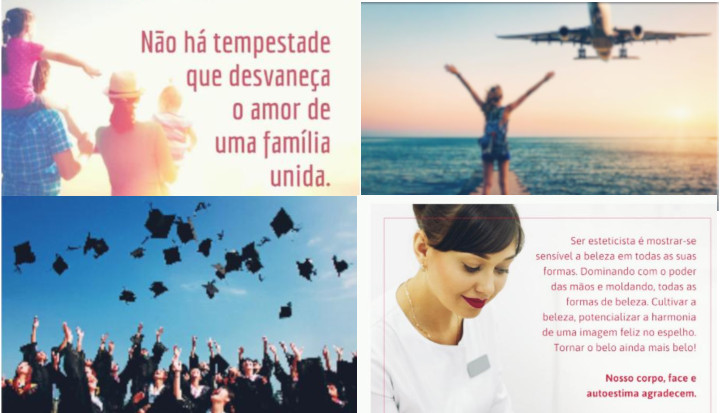 Não há tempestade
que desvaneça
o amor de
uma família
unida.
Ser esteticista é mostrar-se
sensível a beleza em todas as suas
formas. Dominando com o poder
das mãos e moldando, todas as
formas de beleza. Cultivar a
beleza, potencializar a harmonia
de uma imagem feliz no espelho.
Tornar o belo ainda mais belo!
Nosso corpo, face e
autoestima agradecem.